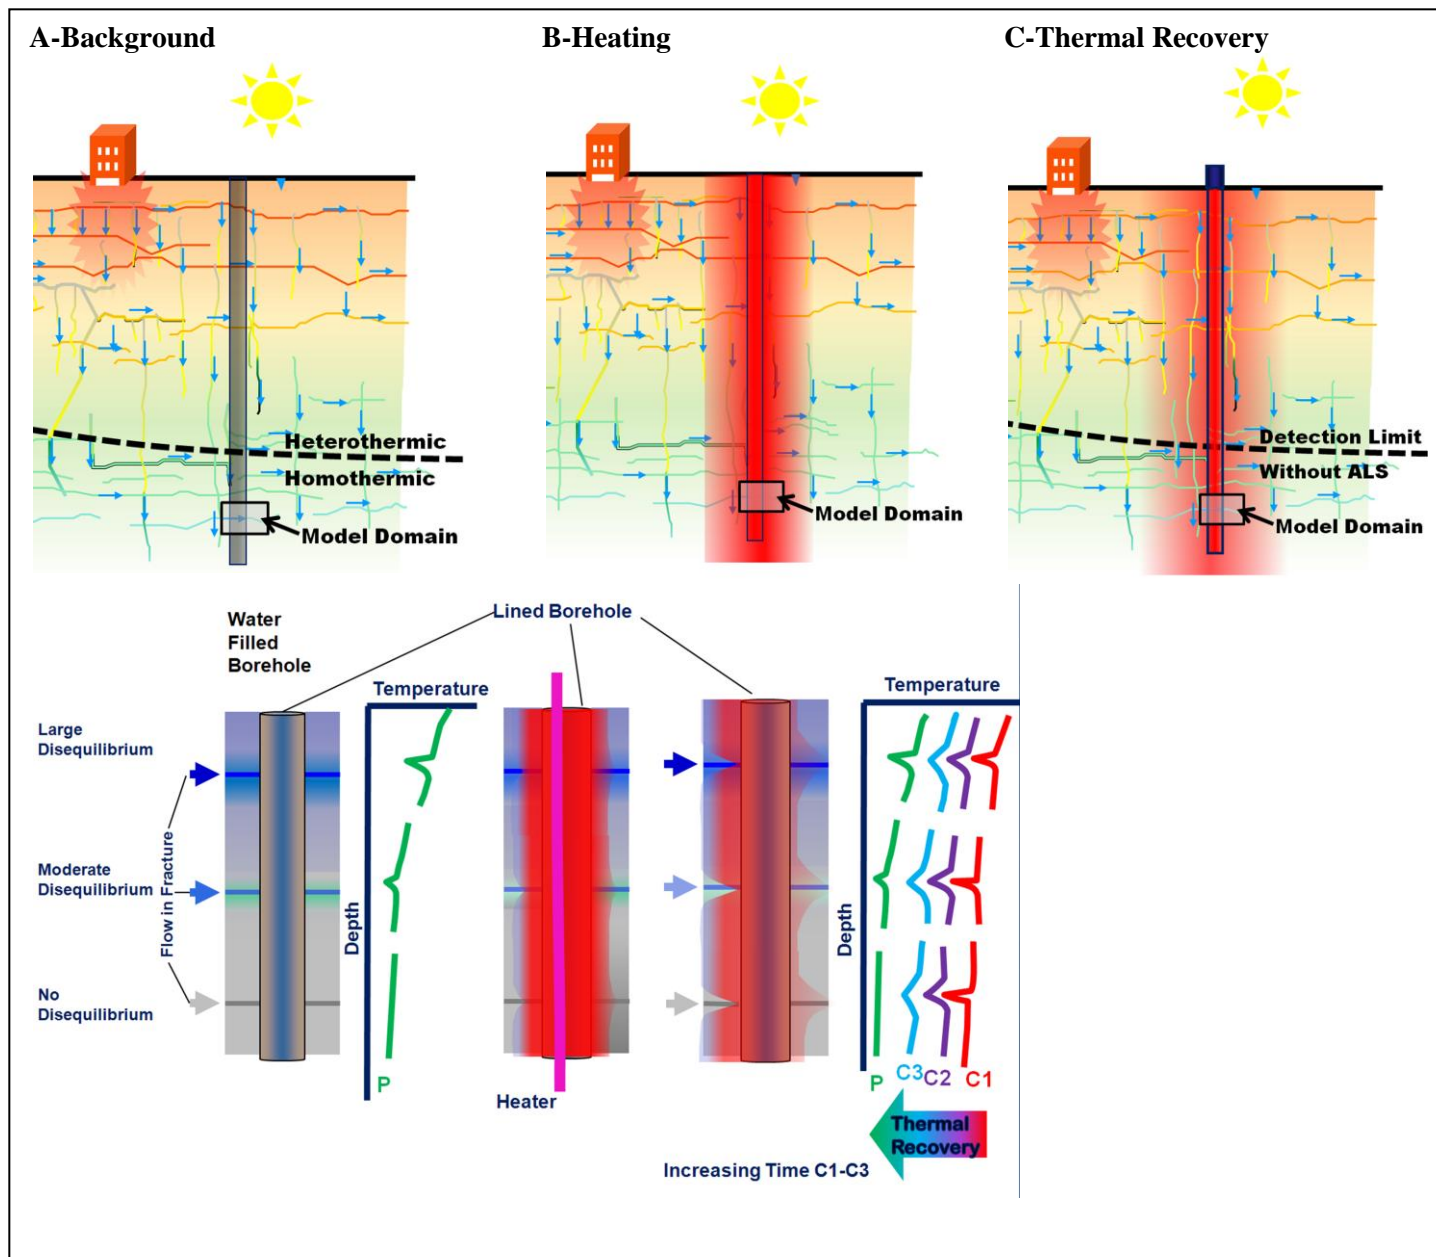 A-Background
B-Heating
C-Thermal Recovery
Heterothermic
Homothermic
Model Domain
Model Domain
Detection Limit
Without ALS
Model Domain
Water
Filled
Borehole
Lined Borehole
Temperature
Temperature
Large
Disequilibrium
Moderate
Disequilibrium
No
Disequilibrium
Flow in Fracture
Depth
Depth
P
Heater
P
C3
C2
C1
Thermal
Recovery
Increasing Time C1-C3